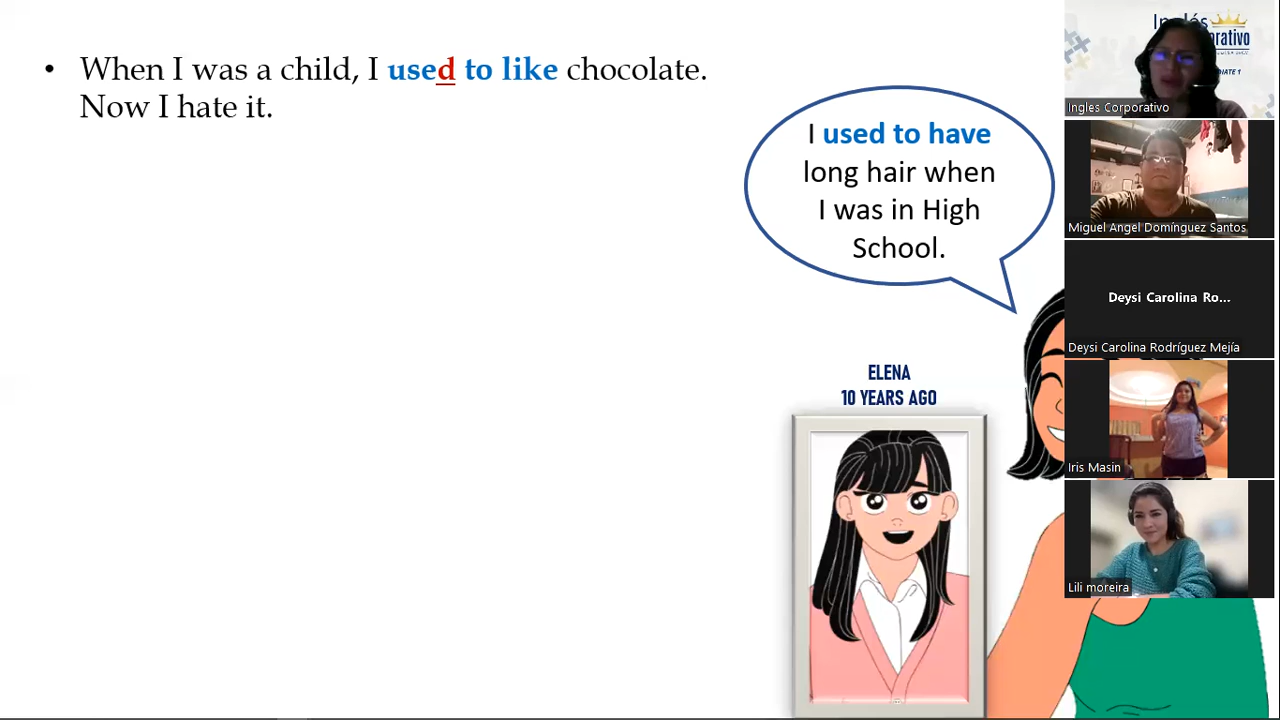 • When I was a child, I used to like chocolate.
Now I hate it.
I used to have
long hair when
I was in High
School.
ELENA
10 YEARS AGO
Ingles Corporativo
Miguel Angel Domínguez Santos
Deysi Carolina Ro...
Deysi Carolina Rodríguez Mejía
Iris Masin
Lili moreira